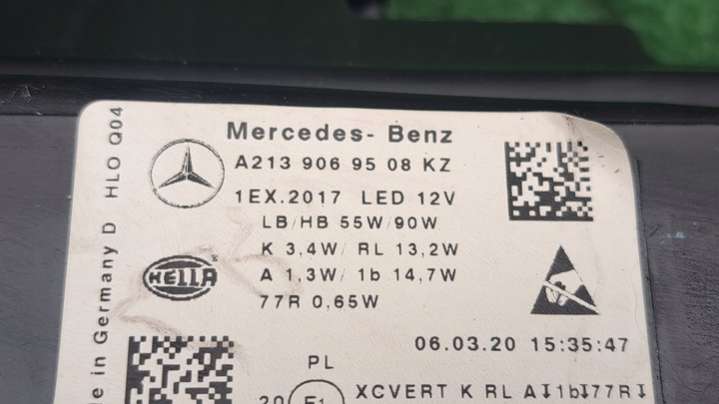 Mercedes- Benz
A213 906 95 08 KZ
1EX.2017 LED 12V
LB/HB 55W/90W
K 3,4W/ RL 13,2W
A 1,3W/ 1b 14,7W
77R 0,65W
HELLA®
06.03.20 15:35:47
PL
20 E1 XCVERT K RL A 1b 77R
in Germany D HLO Q04